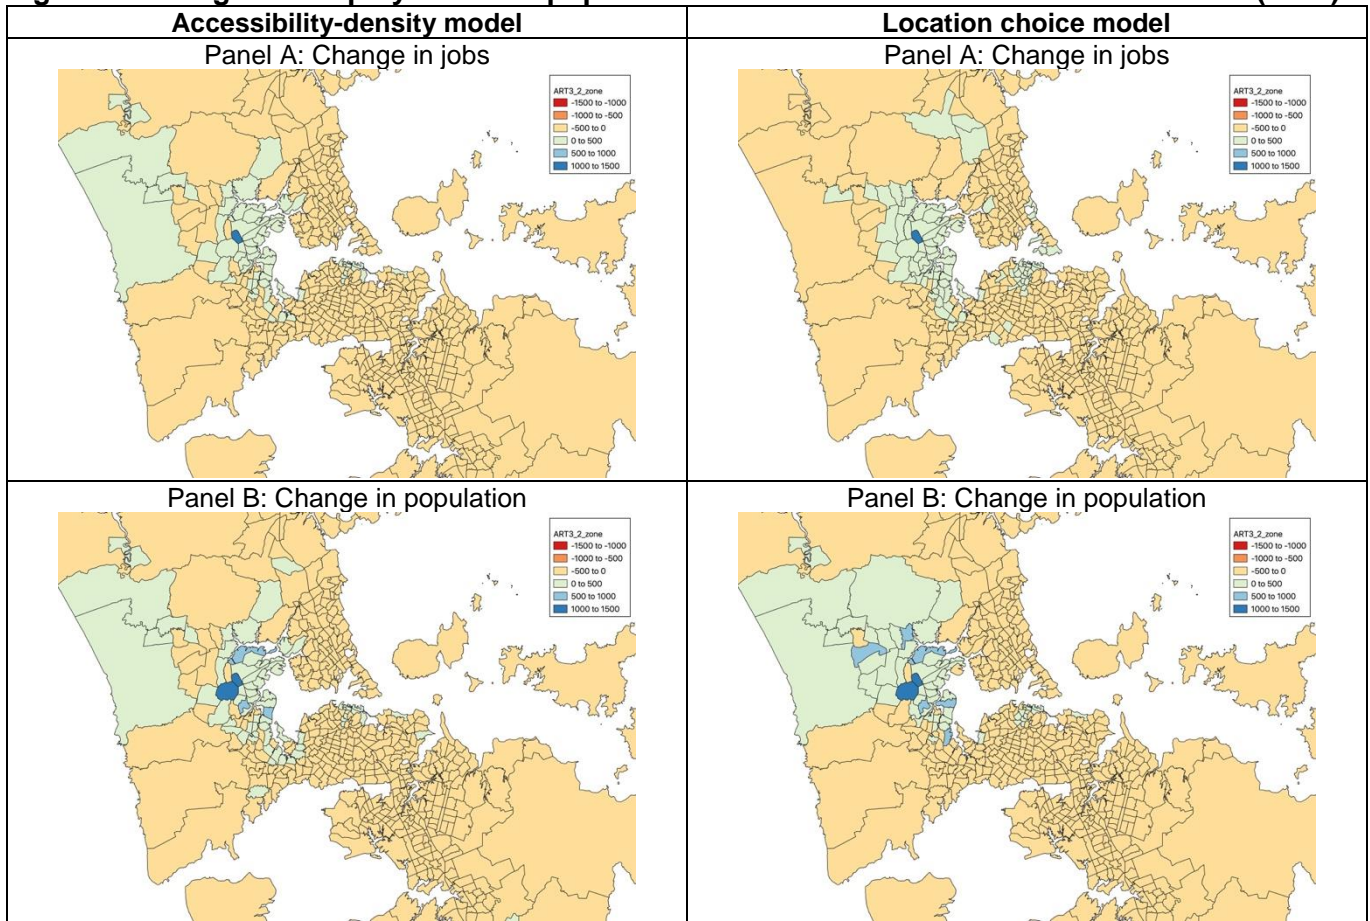 Accessibility-density model
Location choice model
Panel A: Change in jobs
Panel A: Change in jobs
ART3_2_zone
-1500 to -1000
-1000 to -500
-500 to 0
0 to 500
500 to 1000
1000 to 1500
ART3_2_zone
-1500 to -1000
-1000 to -500
-500 to 0
0 to 500
500 to 1000
1000 to 1500
Panel B: Change in population
Panel B: Change in population
ART3_2_zone
-1500 to -1000
-1000 to -500
-500 to 0
0 to 500
500 to 1000
1000 to 1500
ART3_2_zone
-1500 to -1000
-1000 to -500
-500 to 0
0 to 500
500 to 1000
1000 to 1500